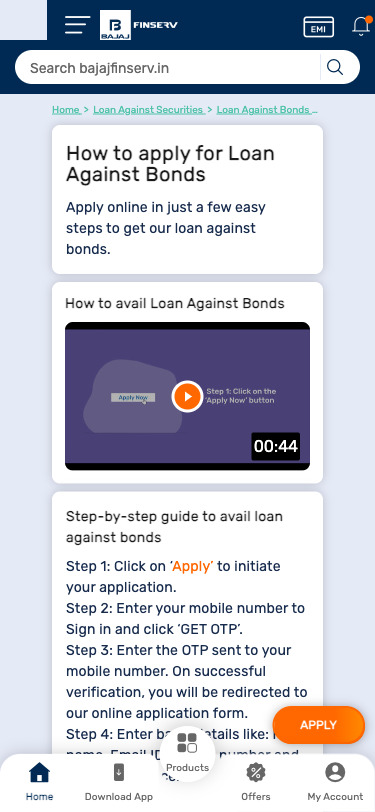 BAJAJ FINSERV
EMI
Search bajajfinserv.in
Home > Loan Against Securities > Loan Against Bonds ...
How to apply for Loan
Against Bonds
Apply online in just a few easy
steps to get our loan against
bonds.
How to avail Loan Against Bonds
Apply Now
Step 1: Click on the
'Apply Now' button
00:44
Step-by-step guide to avail loan
against bonds
Step 1: Click on ‘Apply’ to initiate
your application.
Step 2: Enter your mobile number to
Sign in and click ‘GET OTP’.
Step 3: Enter the OTP sent to your
mobile number. On successful
verification, you will be redirected to
our online application form.
APPLY
Step 4: Enter ba details like:
name, Email ID number and
Home
Download App
Products
Offers
My Account